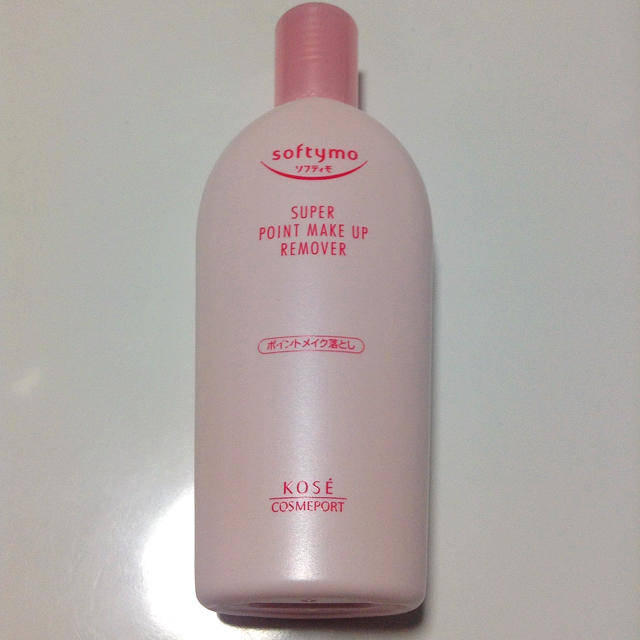 softymo
ソフティモ
SUPER
POINT MAKE UP
REMOVER
ポイントメイク落とし
KOSÉ
COSMEPORT